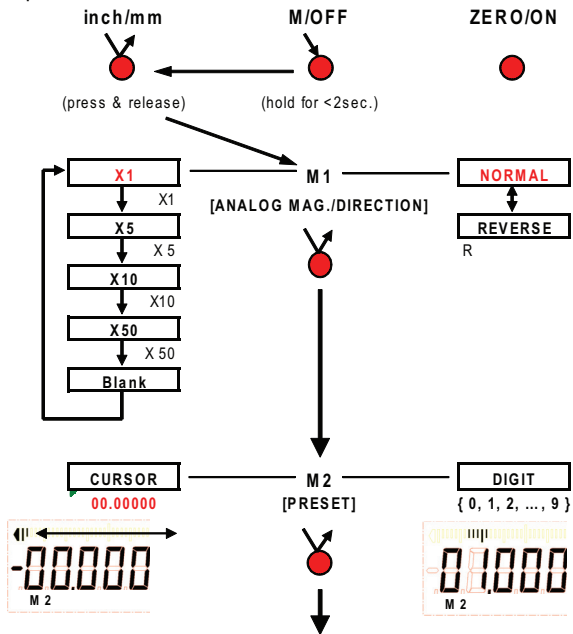 inch/mm M/OFF ZERO/ON
(press & release) (hold for <2sec.)
X1 M1 NORMAL
X1
[ANALOG MAG./DIRECTION]
X5 REVERSE
X 5 R
X10
X10
X50
X 50
Blank
CURSOR M2 DIGIT
00.00000 [PRESET] { 0, 1, 2, ..., 9 }
-00.000 01.000
M 2 M 2